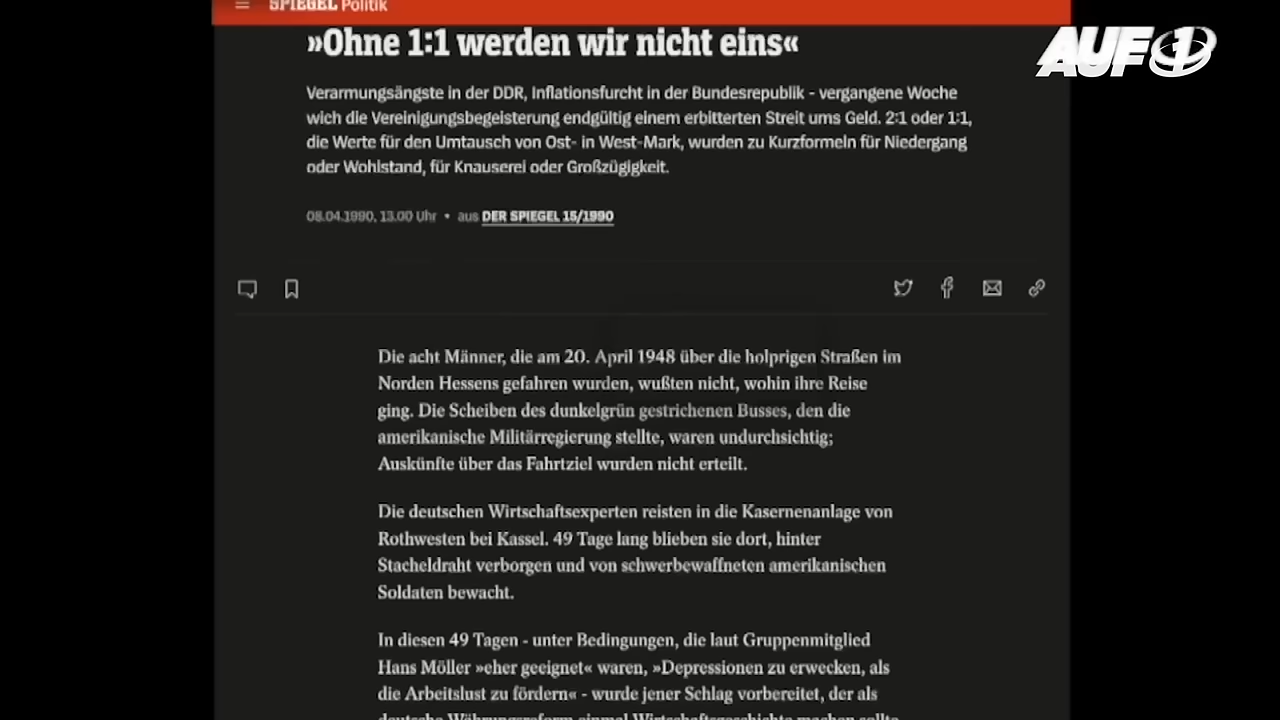 SPIEGEL Politik
AUF1
»Ohne 1:1 werden wir nicht eins«
Verarmungsängste in der DDR, Inflationsfurcht in der Bundesrepublik - vergangene Woche
wich die Vereinigungsbegeisterung endgültig einem erbitterten Streit ums Geld. 2:1 oder 1:1,
die Werte für den Umtausch von Ost- in West-Mark, wurden zu Kurzformeln für Niedergang
oder Wohlstand, für Knauserei oder Großzügigkeit.
08.04.1990, 13.00 Uhr • aus DER SPIEGEL 15/1990
Die acht Männer, die am 20. April 1948 über die holprigen Straßen im
Norden Hessens gefahren wurden, wußten nicht, wohin ihre Reise
ging. Die Scheiben des dunkelgrün gestrichenen Busses, den die
amerikanische Militärregierung stellte, waren undurchsichtig;
Auskünfte über das Fahrtziel wurden nicht erteilt.
Die deutschen Wirtschaftsexperten reisten in die Kasernenanlage von
Rothwesten bei Kassel. 49 Tage lang blieben sie dort, hinter
Stacheldraht verborgen und von schwerbewaffneten amerikanischen
Soldaten bewacht.
In diesen 49 Tagen - unter Bedingungen, die laut Gruppenmitglied
Hans Möller »eher geeignet« waren, »Depressionen zu erwecken, als
die Arbeitslust zu fördern« - wurde jener Schlag vorbereitet, der als
deutsche Währungsreform einmal Wirtschaftsgeschichte machen sollte